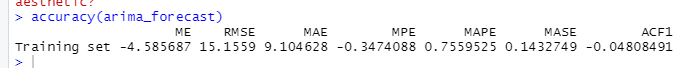 aesthetic?
> accuracy(arima_forecast)
ME RMSE MAE MPE MAPE MASE ACF1
Training set -4.585687 15.1559 9.104628 -0.3474088 0.7559525 0.1432749 -0.04808491
>